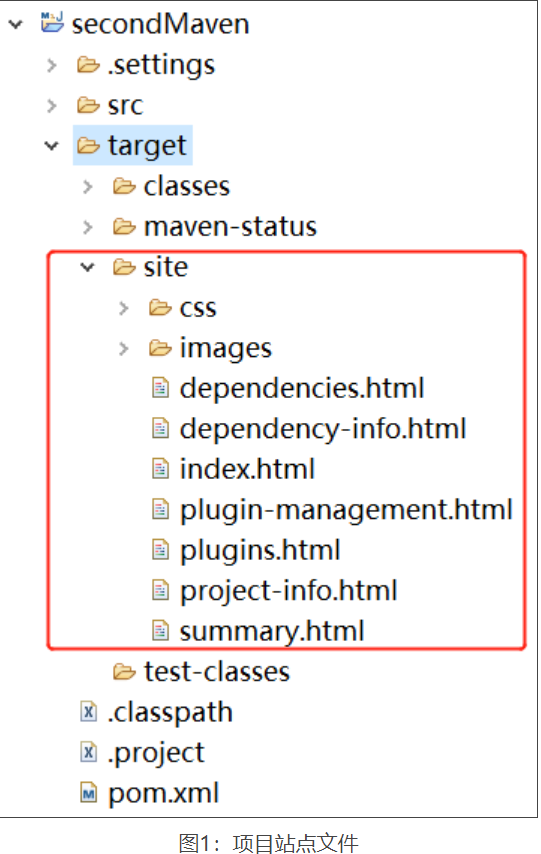 secondMaven
.settings
src
target
classes
maven-status
site
css
images
dependencies.html
dependency-info.html
index.html
plugin-management.html
plugins.html
project-info.html
summary.html
test-classes
.classpath
.project
pom.xml
图1：项目站点文件